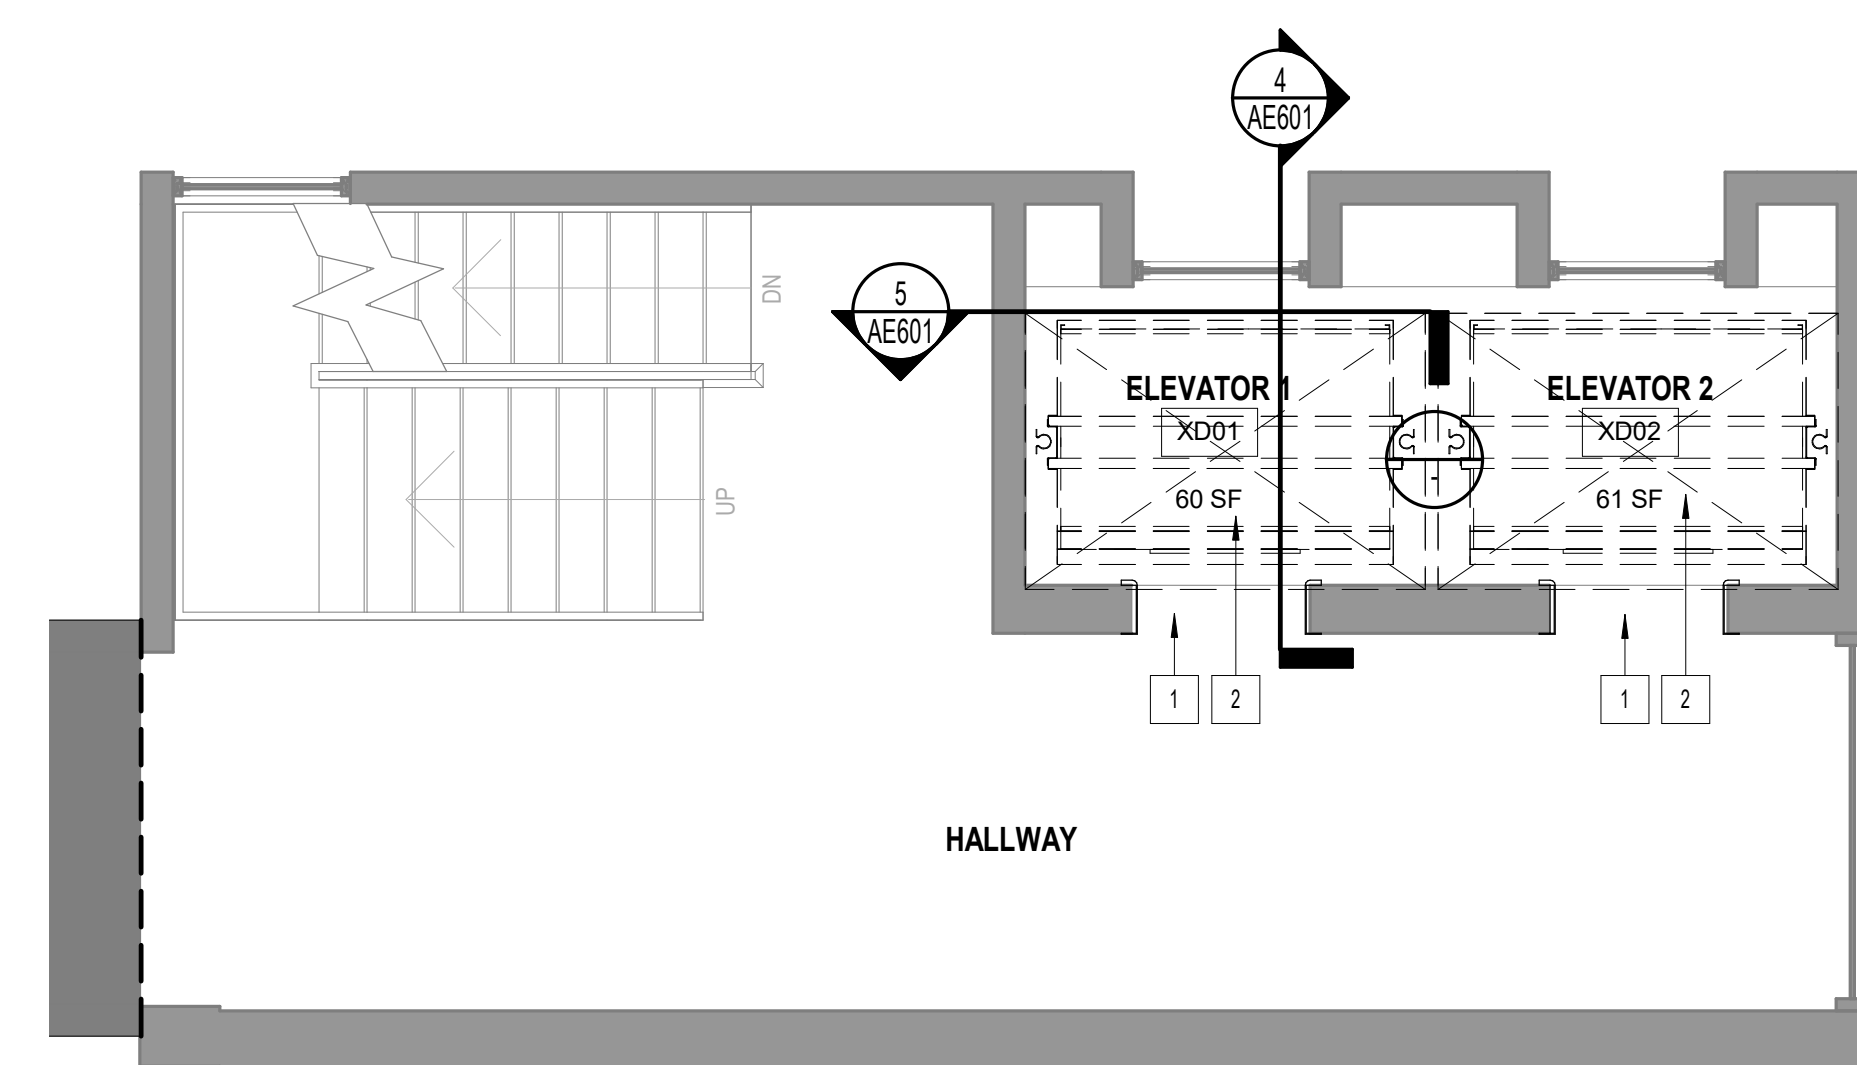 4
AE601
5
AE601
DN
UP
ELEVATOR 1
XD01
60 SF
ELEVATOR 2
XD02
61 SF
-
1
2
1
2
HALLWAY